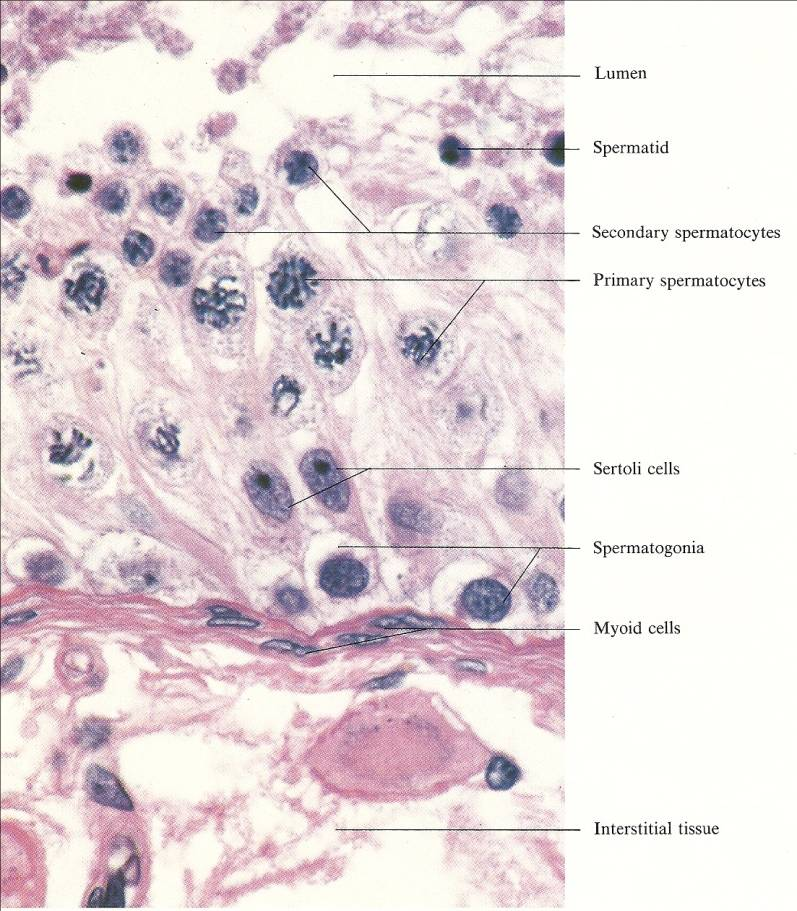 Lumen
Spermatid
Secondary spermatocytes
Primary spermatocytes
Sertoli cells
Spermatogonia
Myoid cells
Interstitial tissue